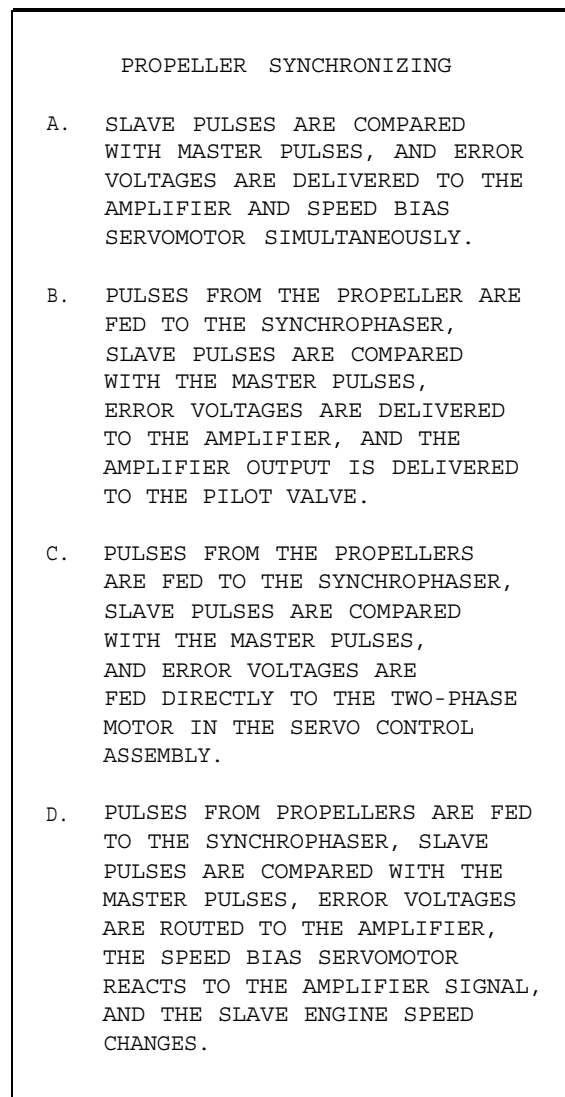 PROPELLER SYNCHRONIZING
A. SLAVE PULSES ARE COMPARED
WITH MASTER PULSES, AND ERROR
VOLTAGES ARE DELIVERED TO THE
AMPLIFIER AND SPEED BIAS
SERVOMOTOR SIMULTANEOUSLY.
B. PULSES FROM THE PROPELLER ARE
FED TO THE SYNCHROPHASER,
SLAVE PULSES ARE COMPARED
WITH THE MASTER PULSES,
ERROR VOLTAGES ARE DELIVERED
TO THE AMPLIFIER, AND THE
AMPLIFIER OUTPUT IS DELIVERED
TO THE PILOT VALVE.
C. PULSES FROM THE PROPELLERS
ARE FED TO THE SYNCHROPHASER,
SLAVE PULSES ARE COMPARED
WITH THE MASTER PULSES,
AND ERROR VOLTAGES ARE
FED DIRECTLY TO THE TWO-PHASE
MOTOR IN THE SERVO CONTROL
ASSEMBLY.
D. PULSES FROM PROPELLERS ARE FED
TO THE SYNCHROPHASER, SLAVE
PULSES ARE COMPARED WITH THE
MASTER PULSES, ERROR VOLTAGES
ARE ROUTED TO THE AMPLIFIER,
THE SPEED BIAS SERVOMOTOR
REACTS TO THE AMPLIFIER SIGNAL,
AND THE SLAVE ENGINE SPEED
CHANGES.